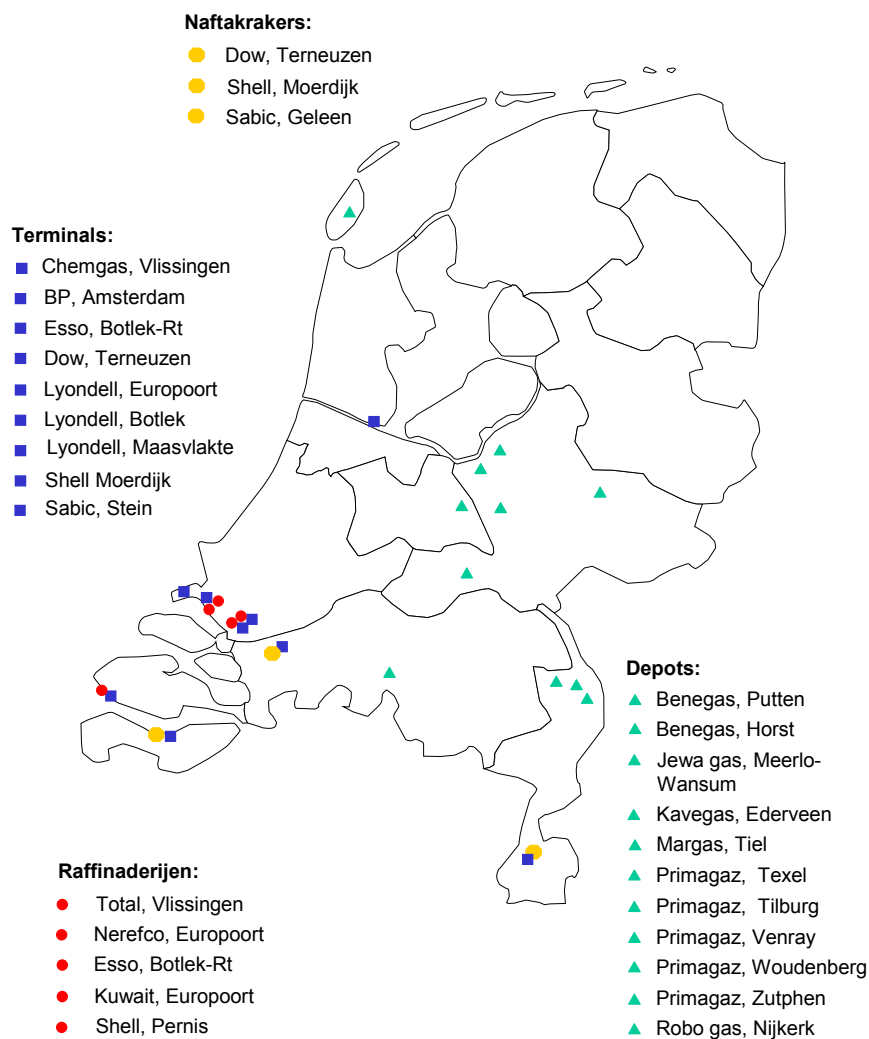 Naftakrakers:
Dow, Terneuzen
Shell, Moerdijk
Sabic, Geleen
Terminals:
Chemgas, Vlissingen
BP, Amsterdam
Esso, Botlek-Rt
Dow, Terneuzen
Lyondell, Europoort
Lyondell, Botlek
Lyondell, Maasvlakte
Shell Moerdijk
Sabic, Stein
Depots:
Benegas, Putten
Benegas, Horst
Jewa gas, Meerlo-
Wansum
Kavegas, Ederveen
Margas, Tiel
Primagaz, Texel
Primagaz, Tilburg
Primagaz, Venray
Primagaz, Woudenberg
Primagaz, Zutphen
Robo gas, Nijkerk
Raffinaderijen:
Total, Vlissingen
Nerefco, Europoort
Esso, Botlek-Rt
Kuwait, Europoort
Shell, Pernis